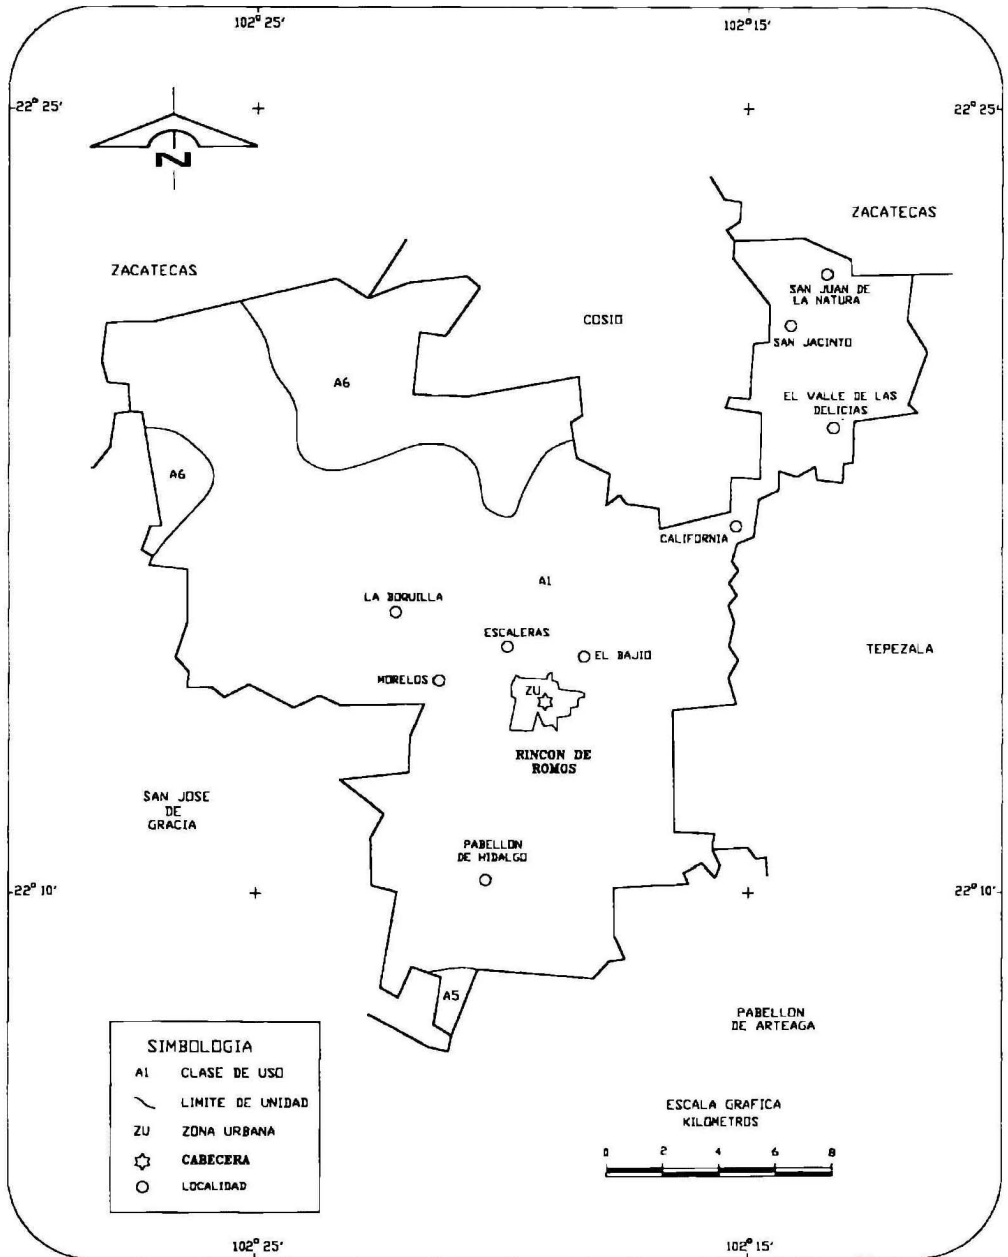 102° 25'
102° 15'
22° 25'
22° 25'
N
ZACATECAS
ZACATECAS
SAN JUAN DE
LA NATURA
COSIO
SAN JACINTO
A6
EL VALLE DE LAS
DELICIAS
A6
CALIFORNIA
A1
LA BOQUILLA
ESCALERAS
EL BAJIO
TEPEZALA
MORELOS
ZU
RINCON DE
ROMOS
SAN JOSE
DE
GRACIA
PABELLON
DE HIDALGO
22° 10'
22° 10'
A5
PABELLON
DE ARTEAGA
SIMBOLOGIA
A1 CLASE DE USO
LIMITE DE UNIDAD
ZU ZONA URBANA
CABECERA
LOCALIDAD
ESCALA GRAFICA
KILOMETROS
0 2 4 6 8
102° 25'
102° 15'